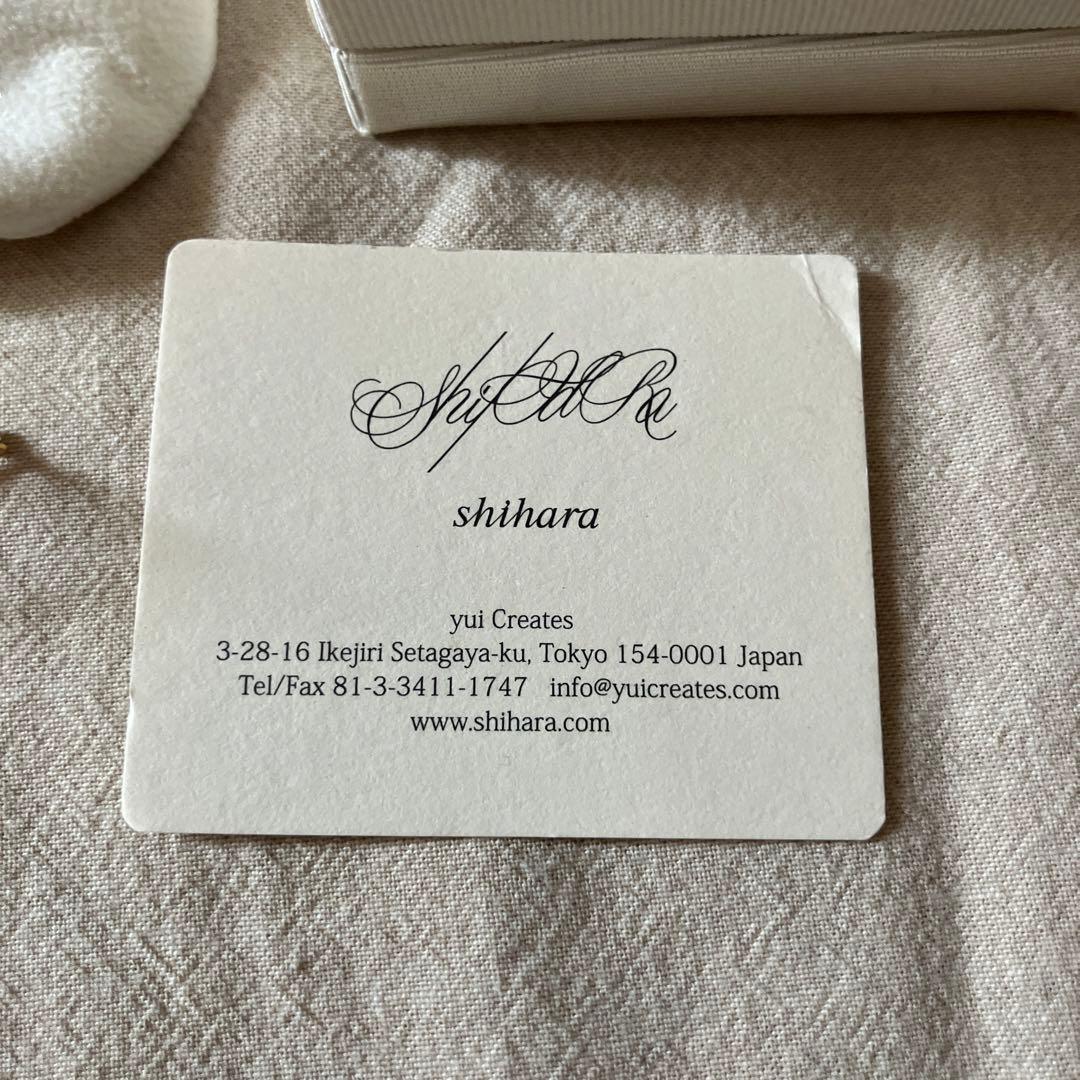 shihara
yui Creates
3-28-16 Ikejiri Setagaya-ku, Tokyo 154-0001 Japan
Tel/Fax 81-3-3411-1747 info@yuicreates.com
www.shihara.com